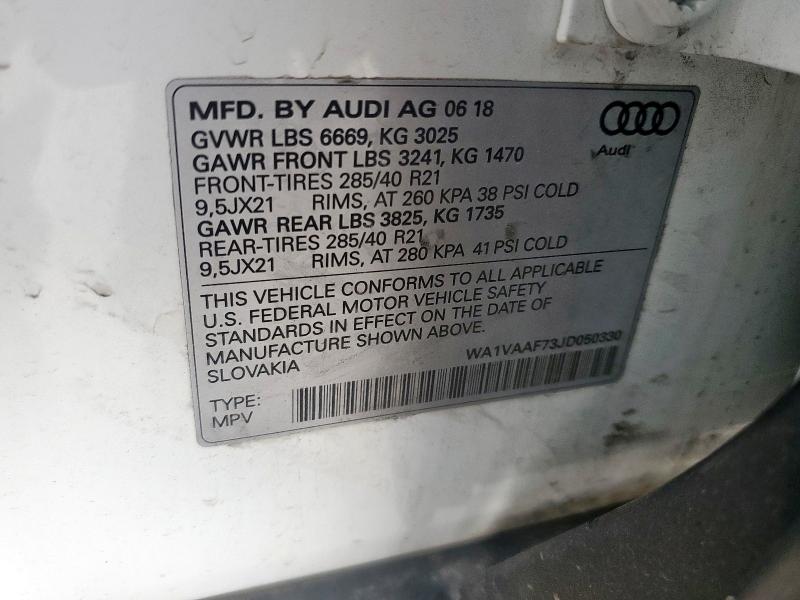 MFD. BY AUDI AG 06 18
GVWR LBS 6669, KG 3025
GAWR FRONT LBS 3241, KG 1470
FRONT-TIRES 285/40 R21
9,5JX21 RIMS, AT 260 KPA 38 PSI COLD
GAWR REAR LBS 3825, KG 1735
REAR-TIRES 285/40 R21
9,5JX21 RIMS, AT 280 KPA 41 PSI COLD
Audi
THIS VEHICLE CONFORMS TO ALL APPLICABLE
U.S. FEDERAL MOTOR VEHICLE SAFETY
STANDARDS IN EFFECT ON THE DATE OF
MANUFACTURE SHOWN ABOVE.
SLOVAKIA
WA1VAAF73JD050330
TYPE:
MPV